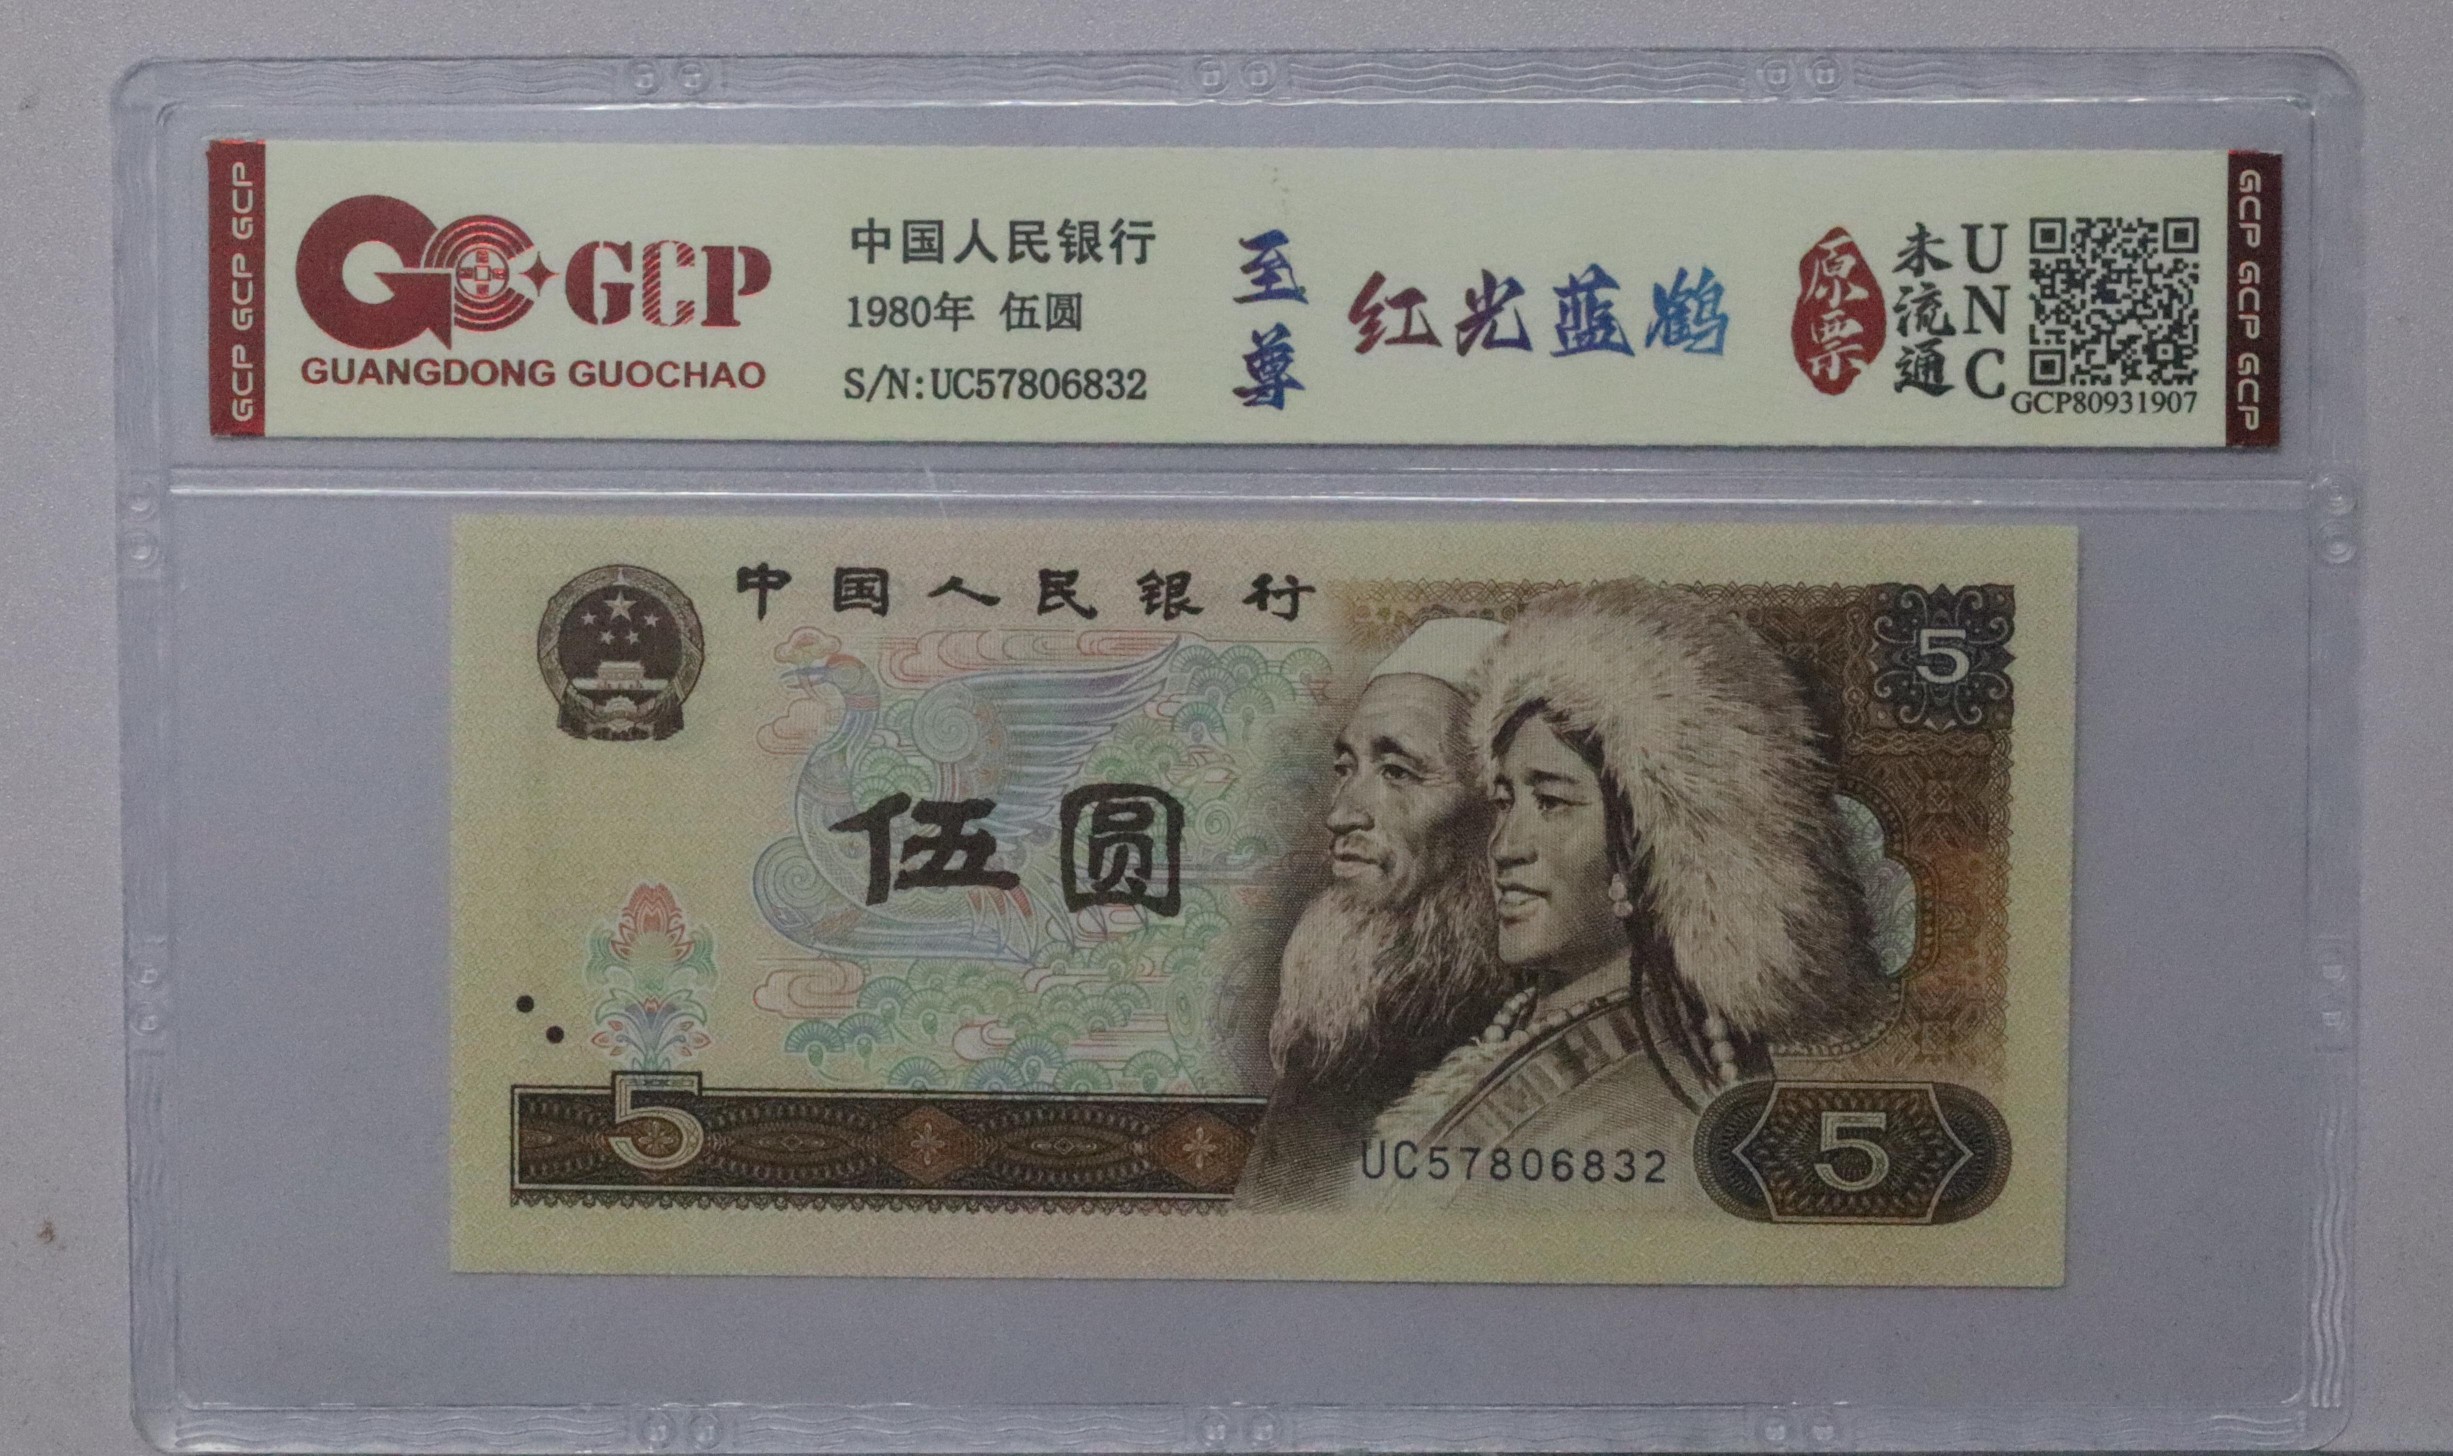 GCP GCP GCP
GCP
GUANGDONG GUOCHAO
中国人民银行
1980年 伍圆
S/N:UC57806832
至尊
红光蓝鹤
原票
未流通
UNC
GCP80931907
GCP GCP GCP
中国人民银行
5
伍圆
5
UC57806832
5